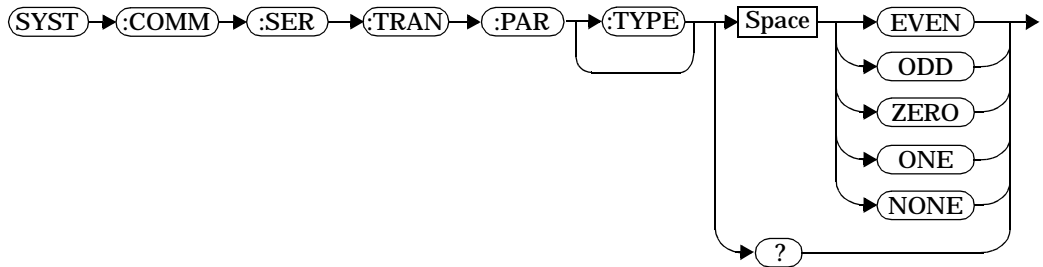 SYST :COMM :SER :TRAN :PAR :TYPE Space EVEN
ODD
ZERO
ONE
NONE
?